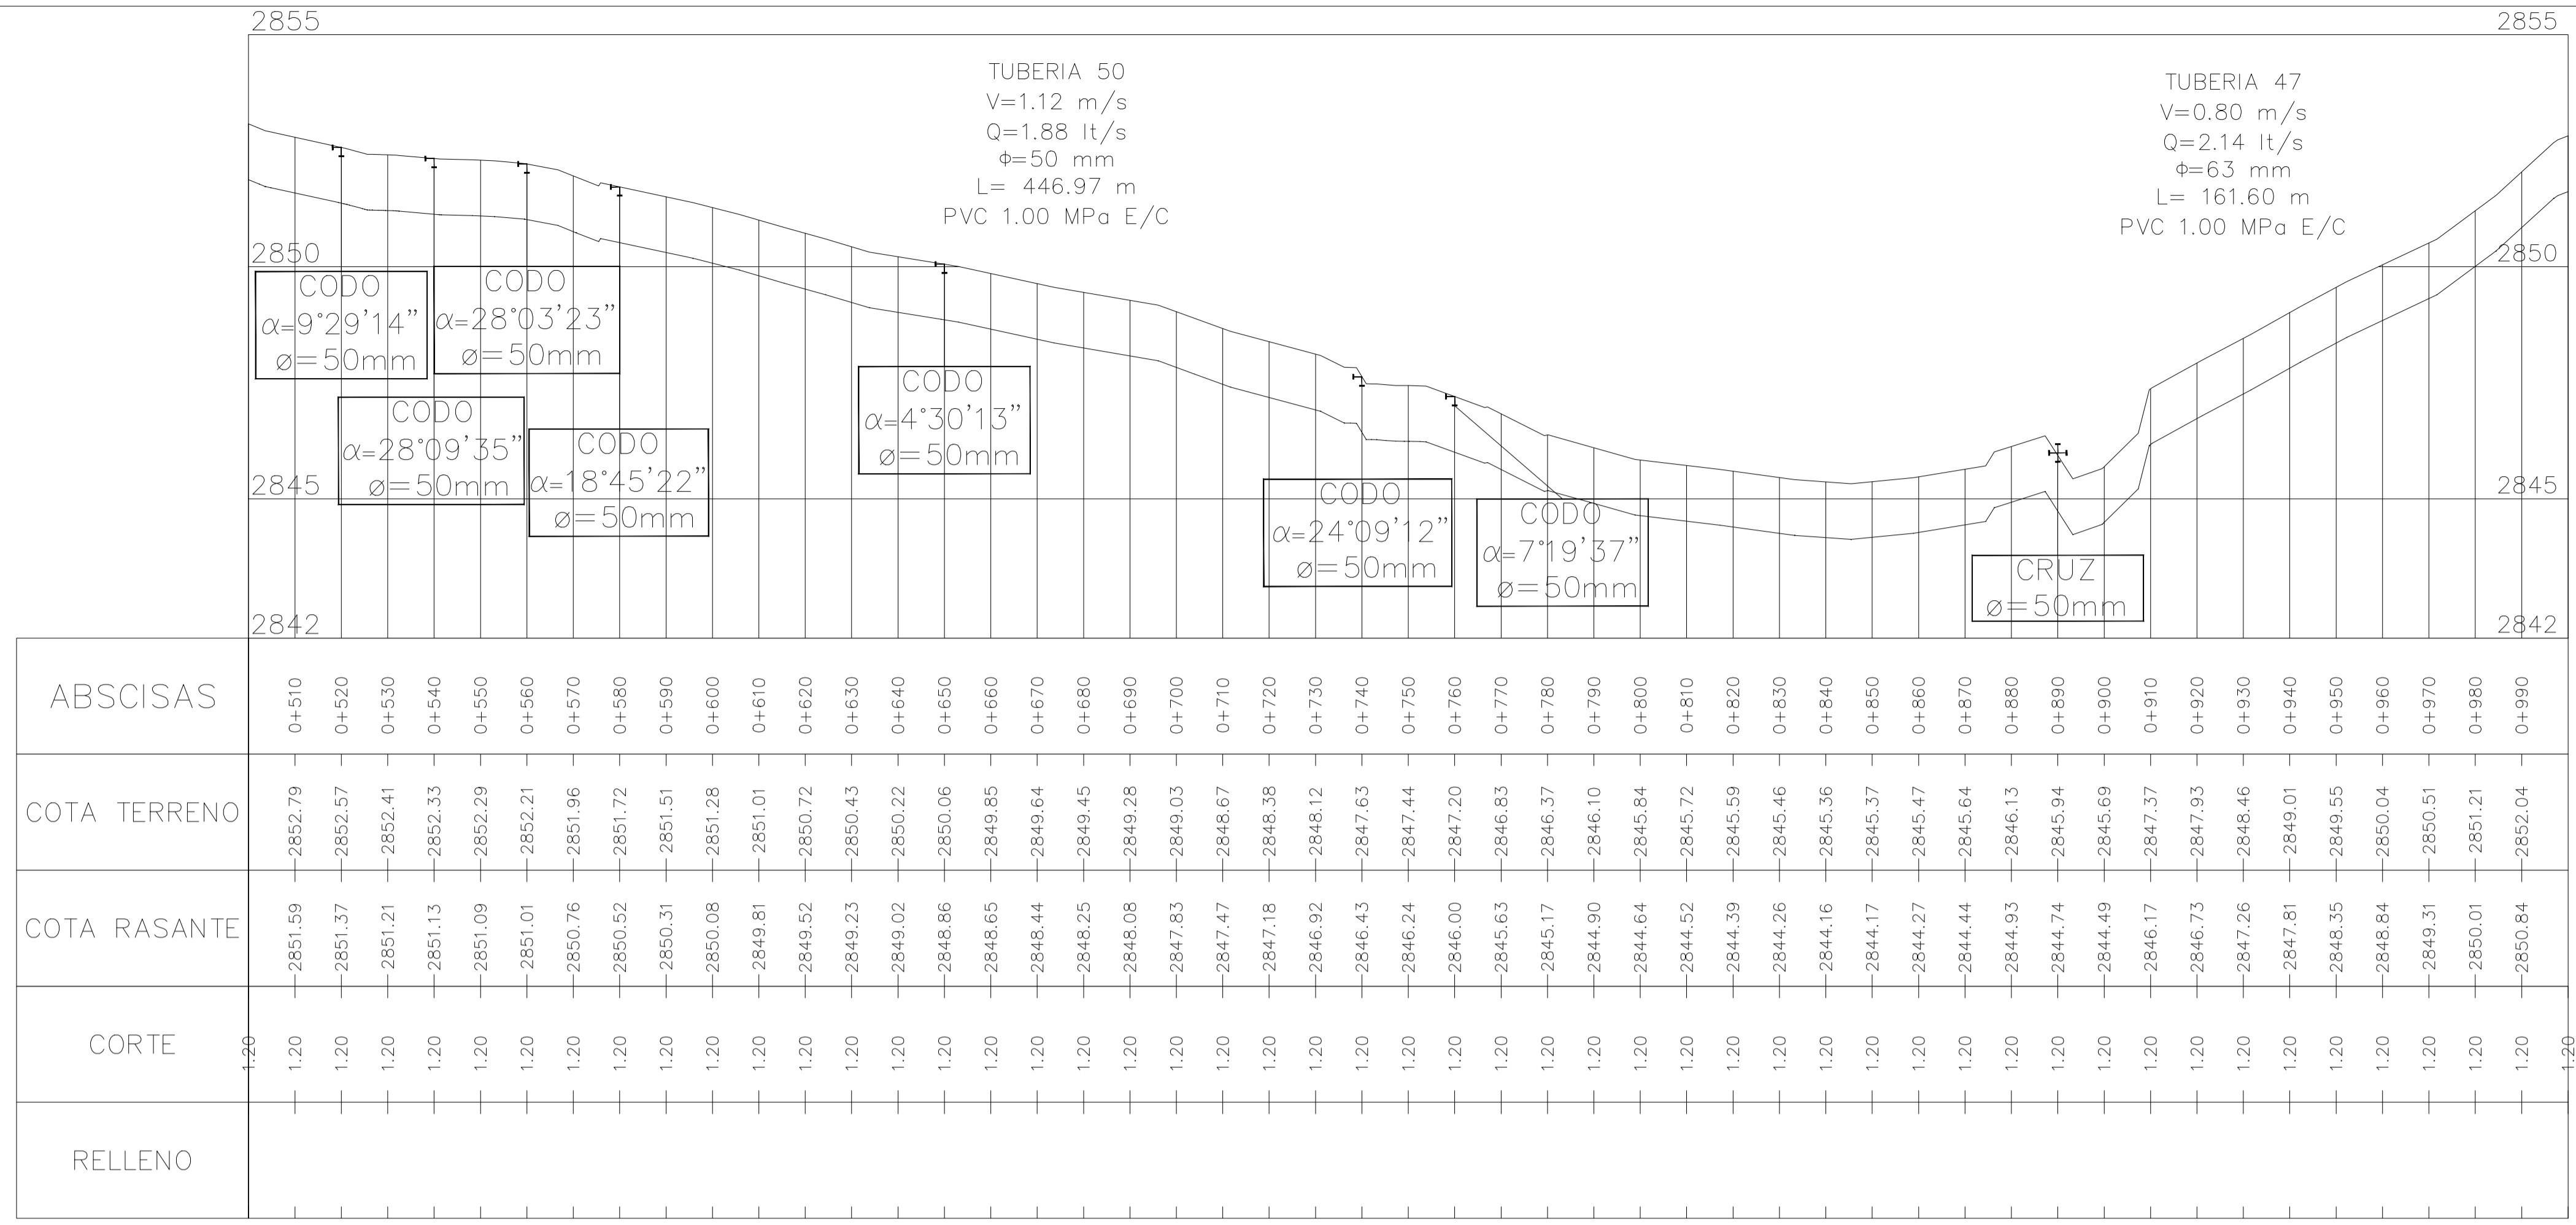 2855
2855
TUBERIA 50
V=1.12 m/s
Q=1.88 lt/s
ϕ=50 mm
L= 446.97 m
PVC 1.00 MPa E/C
TUBERIA 47
V=0.80 m/s
Q=2.14 lt/s
ϕ=63 mm
L= 161.60 m
PVC 1.00 MPa E/C
2850
2850
CODO
α=9°29'14"
ø=50mm
CODO
α=28°03'23"
ø=50mm
CODO
α=28°09'35"
ø=50mm
CODO
α=18°45'22"
ø=50mm
CODO
α=4°30'13"
ø=50mm
CODO
α=24°09'12"
ø=50mm
CODO
α=7°19'37"
ø=50mm
CRUZ
ø=50mm
2845
2845
2842
2842
ABSCISAS 0+510 0+520 0+530 0+540 0+550 0+560 0+570 0+580 0+590 0+600 0+610 0+620 0+630 0+640 0+650 0+660 0+670 0+680 0+690 0+700 0+710 0+720 0+730 0+740 0+750 0+760 0+770 0+780 0+790 0+800 0+810 0+820 0+830 0+840 0+850 0+860 0+870 0+880 0+890 0+900 0+910 0+920 0+930 0+940 0+950 0+960 0+970 0+980 0+990
COTA TERRENO 2852.79 2852.57 2852.41 2852.33 2852.29 2852.21 2851.96 2851.72 2851.51 2851.28 2851.01 2850.72 2850.43 2850.22 2850.06 2849.85 2849.64 2849.45 2849.28 2849.03 2848.67 2848.38 2848.12 2847.63 2847.44 2847.20 2846.83 2846.37 2846.10 2845.84 2845.72 2845.59 2845.46 2845.36 2845.37 2845.47 2845.64 2846.13 2845.94 2845.69 2847.37 2847.93 2848.46 2849.01 2849.55 2850.04 2850.51 2851.21 2852.04
COTA RASANTE 2851.59 2851.37 2851.21 2851.13 2851.09 2851.01 2850.76 2850.52 2850.31 2850.08 2849.81 2849.52 2849.23 2849.02 2848.86 2848.65 2848.44 2848.25 2848.08 2847.83 2847.47 2847.18 2846.92 2846.43 2846.24 2846.00 2845.63 2845.17 2844.90 2844.64 2844.52 2844.39 2844.26 2844.16 2844.17 2844.27 2844.44 2844.93 2844.74 2844.49 2846.17 2846.73 2847.26 2847.81 2848.35 2848.84 2849.31 2850.01 2850.84
CORTE 1.20 1.20 1.20 1.20 1.20 1.20 1.20 1.20 1.20 1.20 1.20 1.20 1.20 1.20 1.20 1.20 1.20 1.20 1.20 1.20 1.20 1.20 1.20 1.20 1.20 1.20 1.20 1.20 1.20 1.20 1.20 1.20 1.20 1.20 1.20 1.20 1.20 1.20 1.20 1.20 1.20 1.20 1.20 1.20 1.20 1.20 1.20 1.20 1.20 1.20 1.20
RELLENO